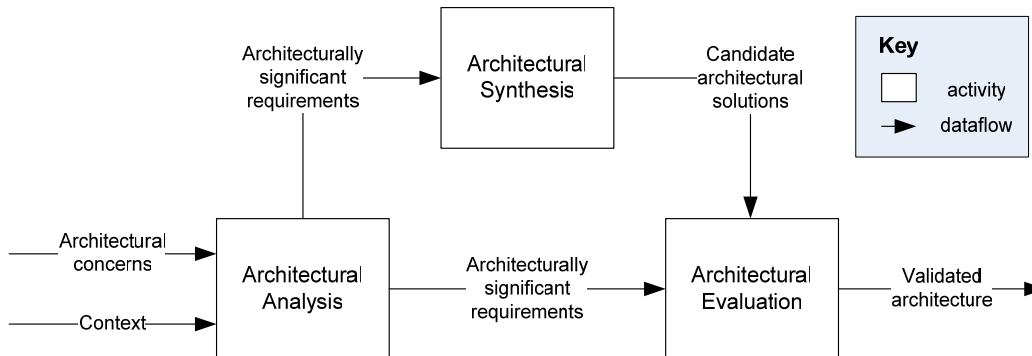 Architecturally
significant
requirements
Architectural
Synthesis
Candidate
architectural
solutions
Key
activity
dataflow
Architectural
concerns
Context
Architectural
Analysis
Architecturally
significant
requirements
Architectural
Evaluation
Validated
architecture